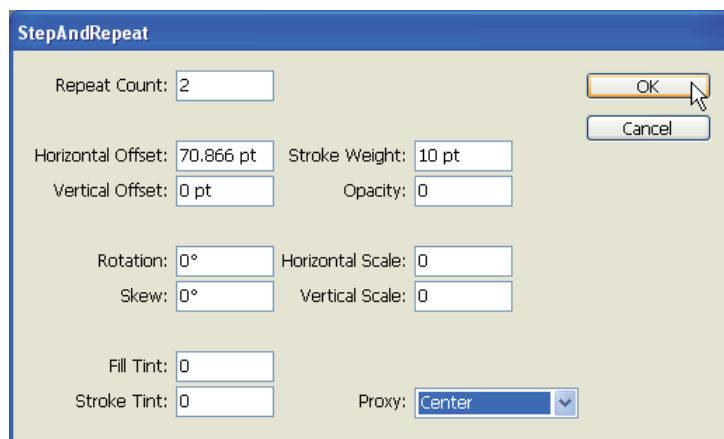 StepAndRepeat
Repeat Count: 2
OK
Cancel
Horizontal Offset: 70.866 pt Stroke Weight: 10 pt
Vertical Offset: 0 pt Opacity: 0
Rotation: 0° Horizontal Scale: 0
Skew: 0° Vertical Scale: 0
Fill Tint: 0
Stroke Tint: 0 Proxy: Center